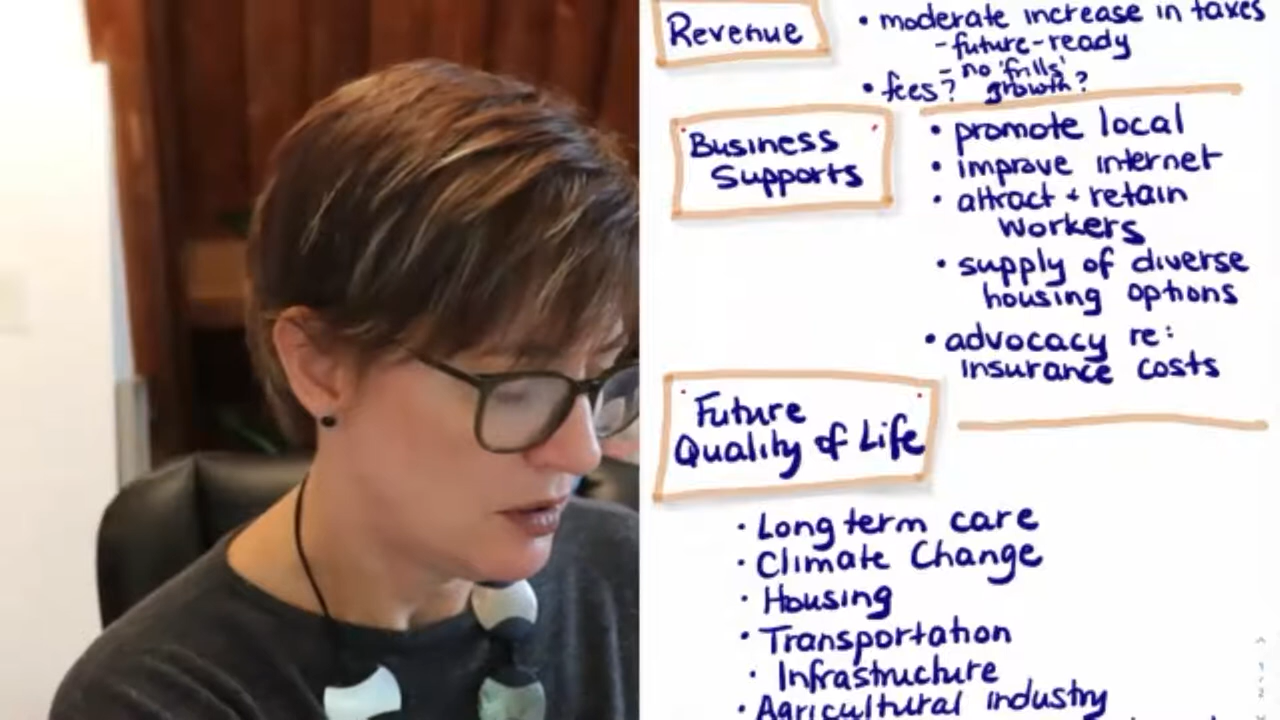 Revenue
• moderate increase in taxes
- future-ready
- no 'frills'
• fees? growth?
Business
Supports
• promote local
• improve internet
• attract + retain
workers
• supply of diverse
housing options
• advocacy re:
insurance costs
Future
Quality of Life
• Long term care
• Climate Change
• Housing
• Transportation
• Infrastructure
• Agricultural industry
1/2